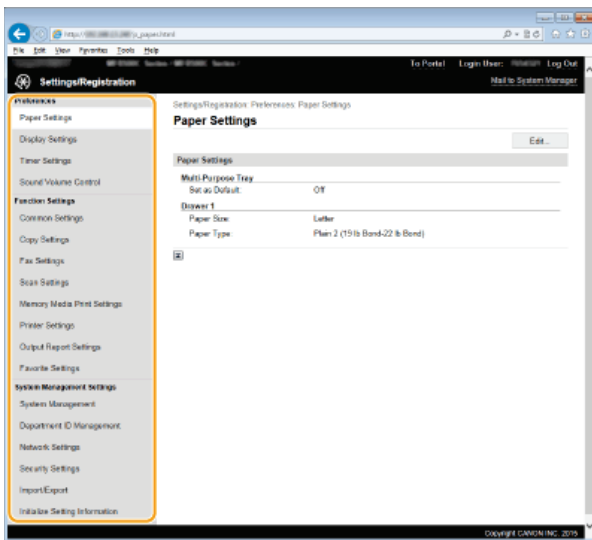 File Edit View Favorites Tools Help
To Portal Login User: Log Out
Settings/Registration
Mail to System Manager
Preferences
Paper Settings
Display Settings
Timer Settings
Sound Volume Control
Function Settings
Common Settings
Copy Settings
Fax Settings
Scan Settings
Memory Media Print Settings
Printer Settings
Output Report Settings
Favorite Settings
System Management Settings
System Management
Department ID Management
Network Settings
Security Settings
Import/Export
Initialize Setting Information
Settings/Registration: Preferences: Paper Settings
Paper Settings
Edit...
Paper Settings
Multi-Purpose Tray
Set as Default: Off
Drawer 1
Paper Size: Letter
Paper Type: Plain 2 (19 lb Bond-22 lb Bond)
Copyright CANON INC. 2015